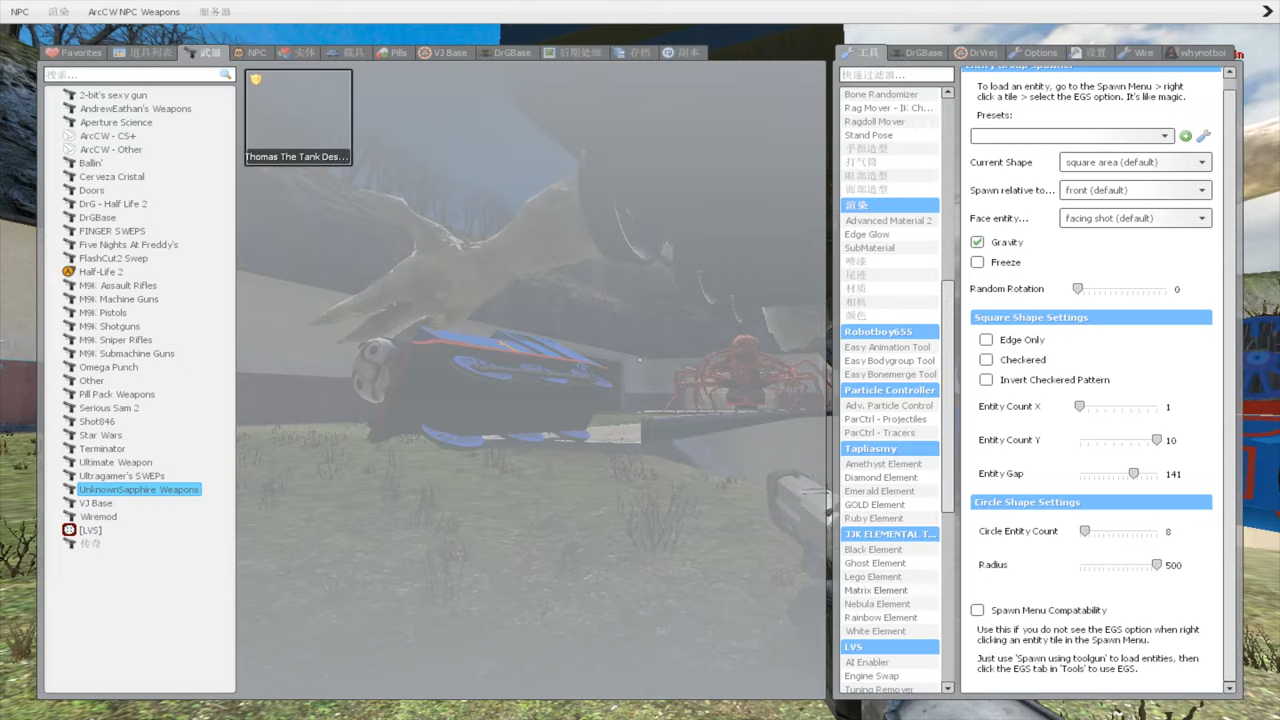 NPC 渲染 ArcCW NPC Weapons 服务器
Favorites 道具列表 武器 NPC 实体 载具 Pills VJ Base DrGBase 后期处理 存档 副本
工具 DrGBase DrVrej Options 设置 Wire whynotboi
搜索...
2-bit's sexy gun
AndrewEathan's Weapons
Aperture Science
ArcCW - CS+
ArcCW - Other
Ballin'
Cerveza Cristal
Doors
DrG - Half Life 2
DrGBase
FINGER SWEPS
Five Nights At Freddy's
FlashCut2 Swep
Half-Life 2
M9K Assault Rifles
M9K Machine Guns
M9K Pistols
M9K Shotguns
M9K Sniper Rifles
M9K Submachine Guns
Omega Punch
Other
Pill Pack Weapons
Serious Sam 2
Shot846
Star Wars
Terminator
Ultimate Weapon
Ultragamer's SWEPs
UnknownSapphire Weapons
VJ Base
Wiremod
[LVS]
传奇
Thomas The Tank Des...
快速过滤器...
Bone Randomizer
Rag Mover - IK Ch...
Ragdoll Mover
Stand Pose
手指造型
打气筒
眼部造型
面部造型
渲染
Advanced Material 2
Edge Glow
SubMaterial
喷漆
尾迹
材质
相机
颜色
Robotboy655
Easy Animation Tool
Easy Bodygroup Tool
Easy Bonemerge Tool
Particle Controller
Adv. Particle Control
ParCtrl - Projectiles
ParCtrl - Tracers
Tapliasmy
Amethyst Element
Diamond Element
Emerald Element
GOLD Element
Ruby Element
JJK ELEMENTAL T...
Black Element
Ghost Element
Lego Element
Matrix Element
Nebula Element
Rainbow Element
White Element
LVS
AI Enabler
Engine Swap
Tuning Remover
Entity Group Spawner
To load an entity, go to the Spawn Menu > right
click a tile > select the EGS option. It's like magic.
Presets:
Current Shape square area (default)
Spawn relative to... front (default)
Face entity... facing shot (default)
Gravity
Freeze
Random Rotation 0
Square Shape Settings
Edge Only
Checkered
Invert Checkered Pattern
Entity Count X 1
Entity Count Y 10
Entity Gap 141
Circle Shape Settings
Circle Entity Count 8
Radius 500
Spawn Menu Compatability
Use this if you do not see the EGS option when right
clicking an entity tile in the Spawn Menu.
Just use 'Spawn using toolgun' to load entities, then
click the EGS tab in 'Tools' to use EGS.